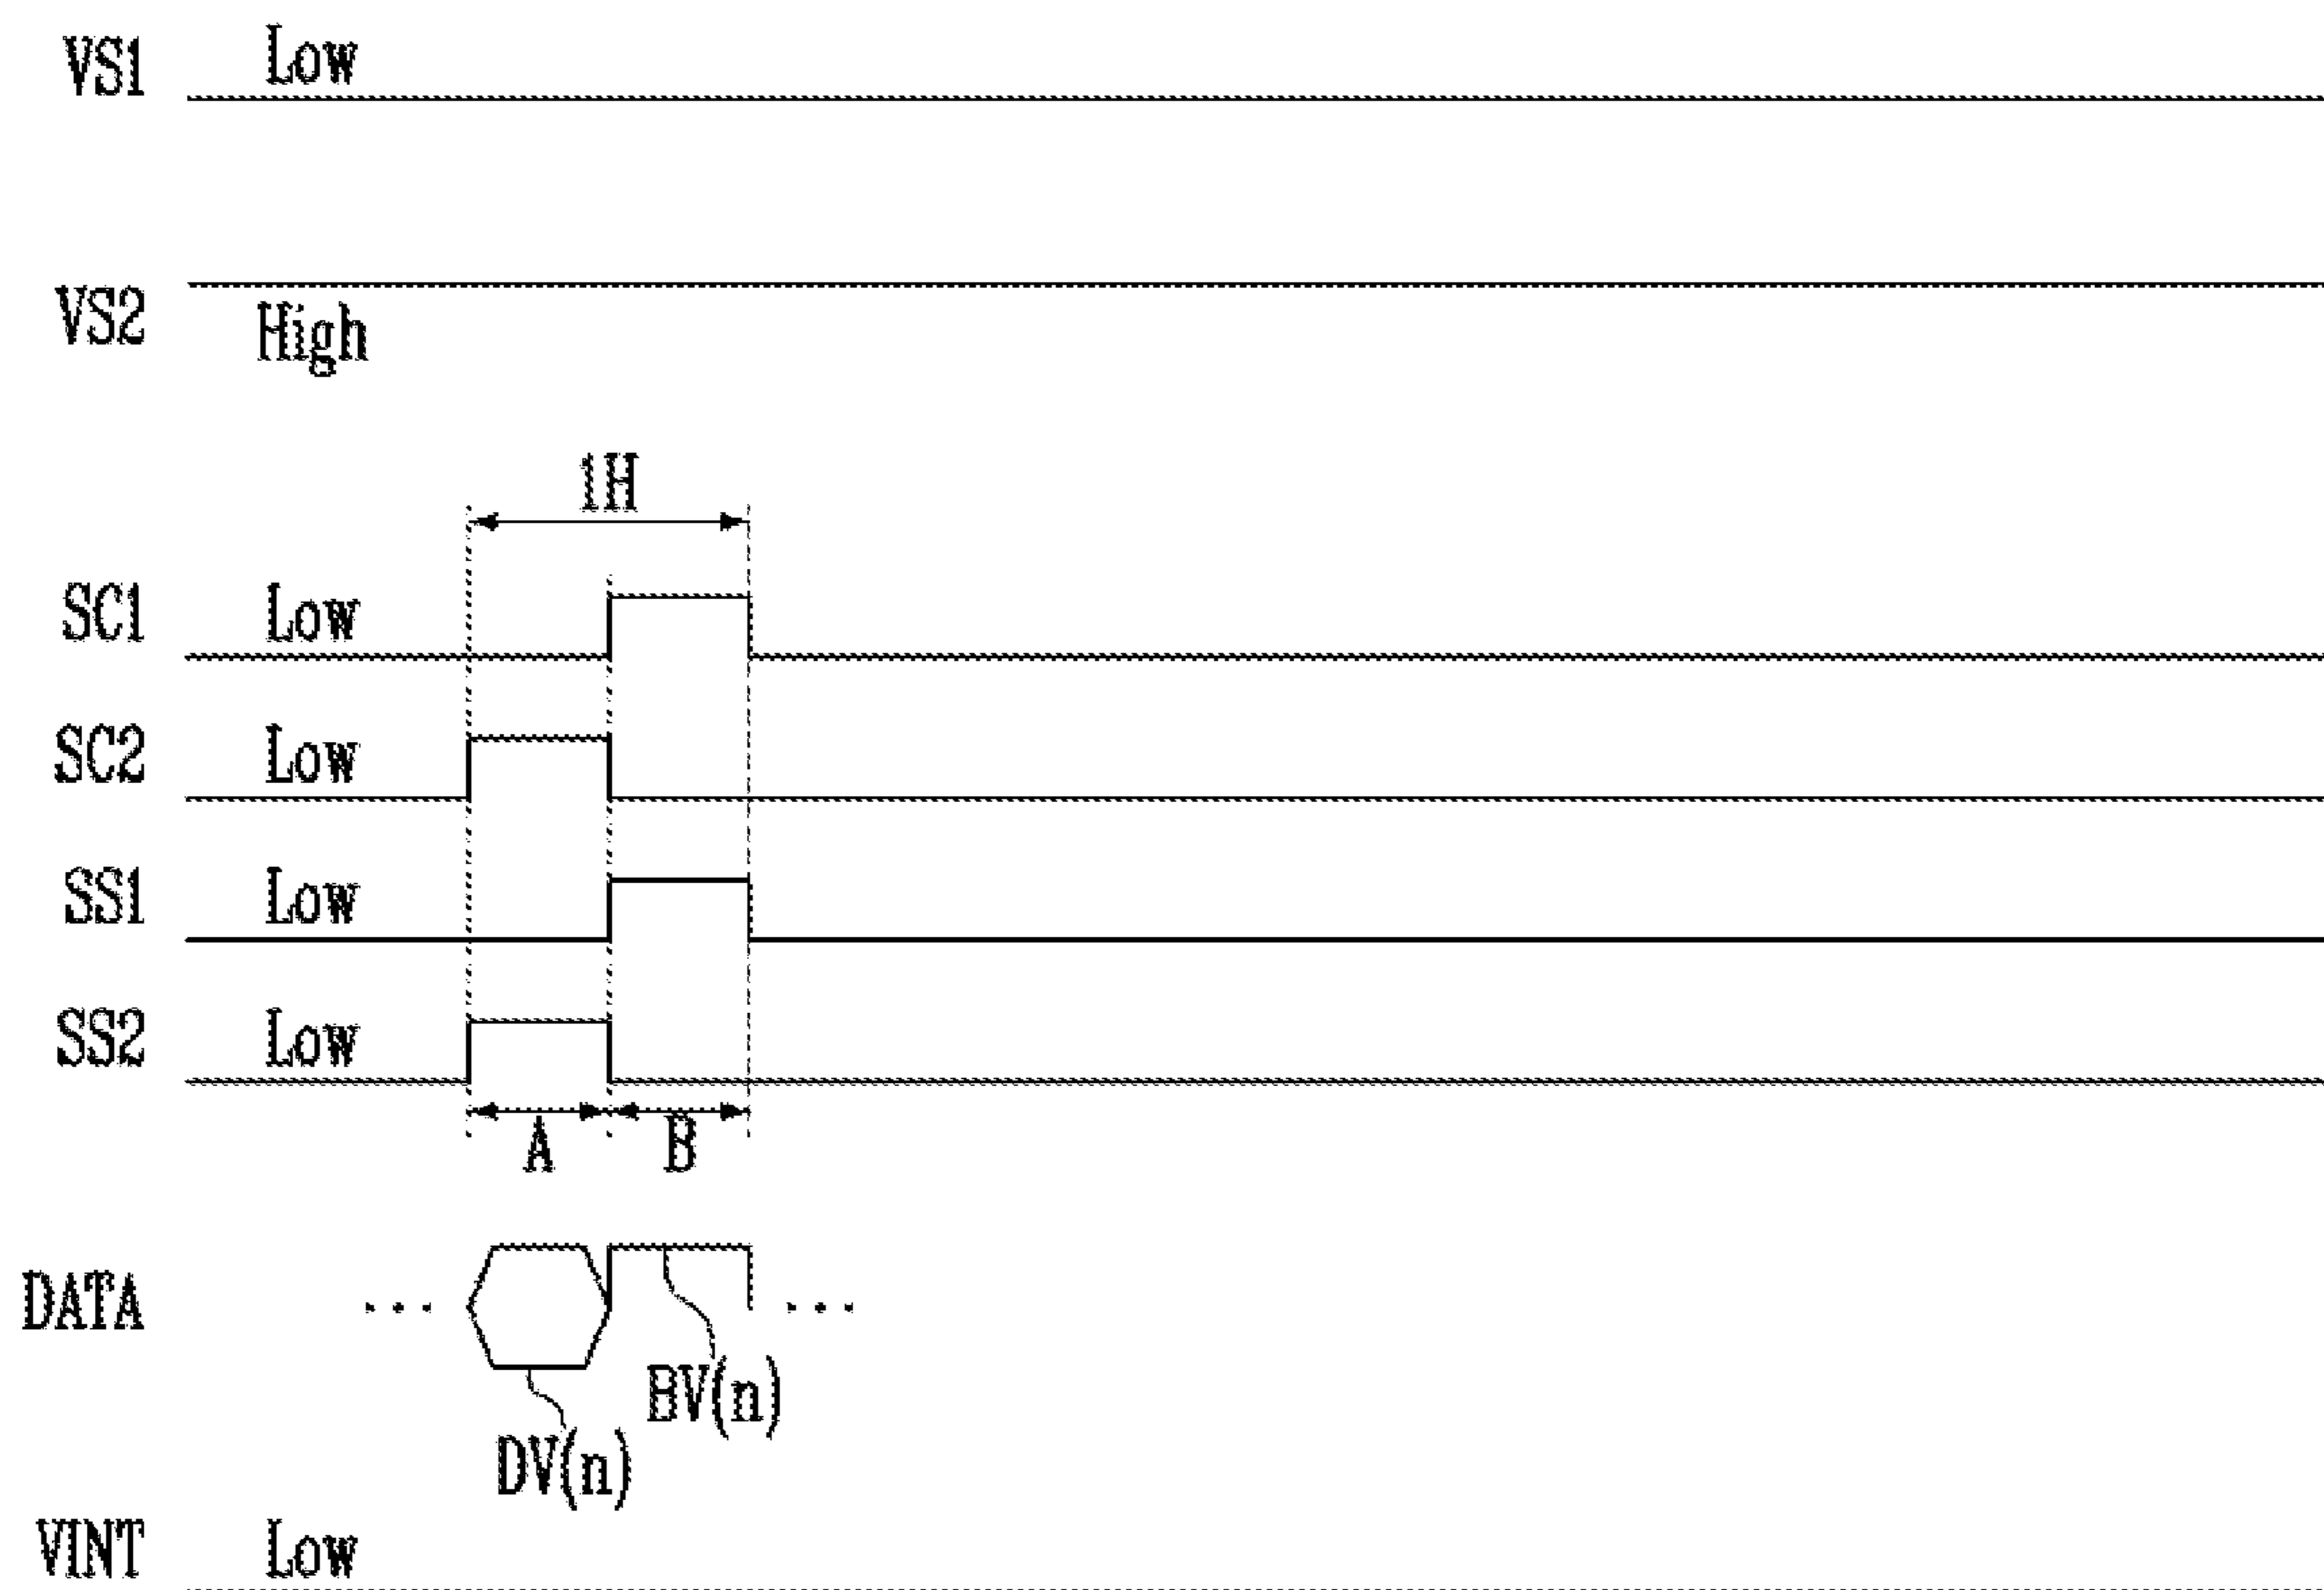 VS1 Low
VS2 High
1H
SC1 Low
SC2 Low
SS1 Low
SS2 Low
A B
DATA ... ...
BV(n)
DV(n)
VINT Low